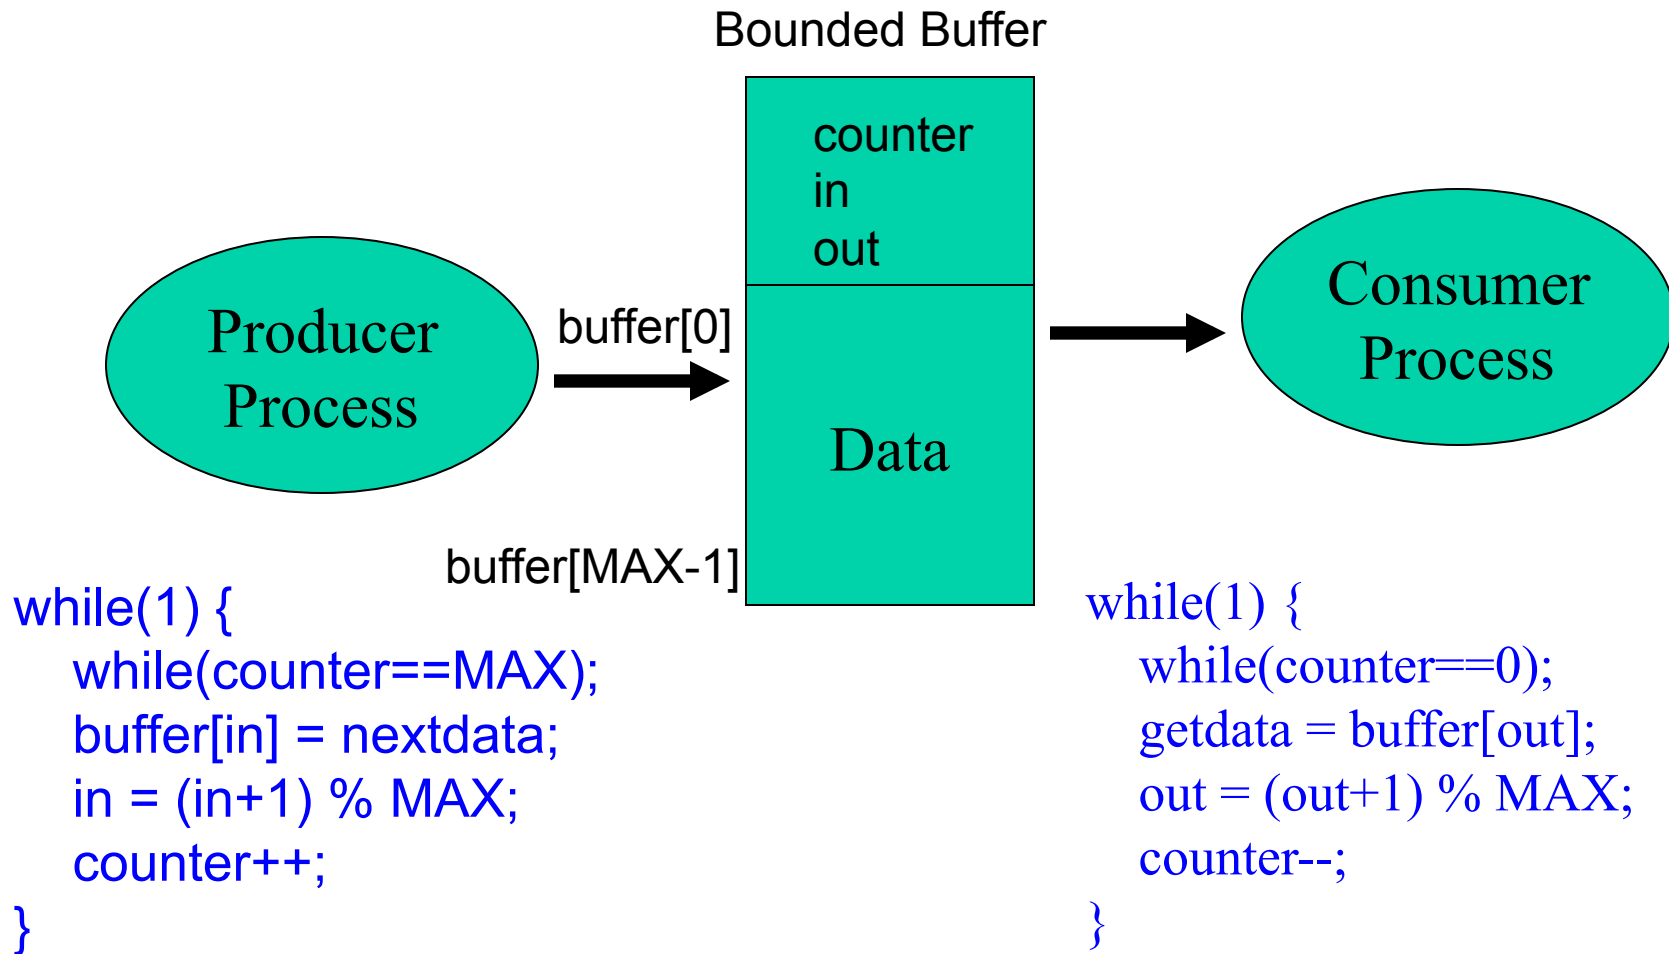 Bounded Buffer
counter
in
out
Producer
Process
buffer[0]
Data
buffer[MAX-1]
Consumer
Process
while(1) {
while(counter==MAX);
buffer[in] = nextdata;
in = (in+1) % MAX;
counter++;
}
while(1) {
while(counter==0);
getdata = buffer[out];
out = (out+1) % MAX;
counter--;
}